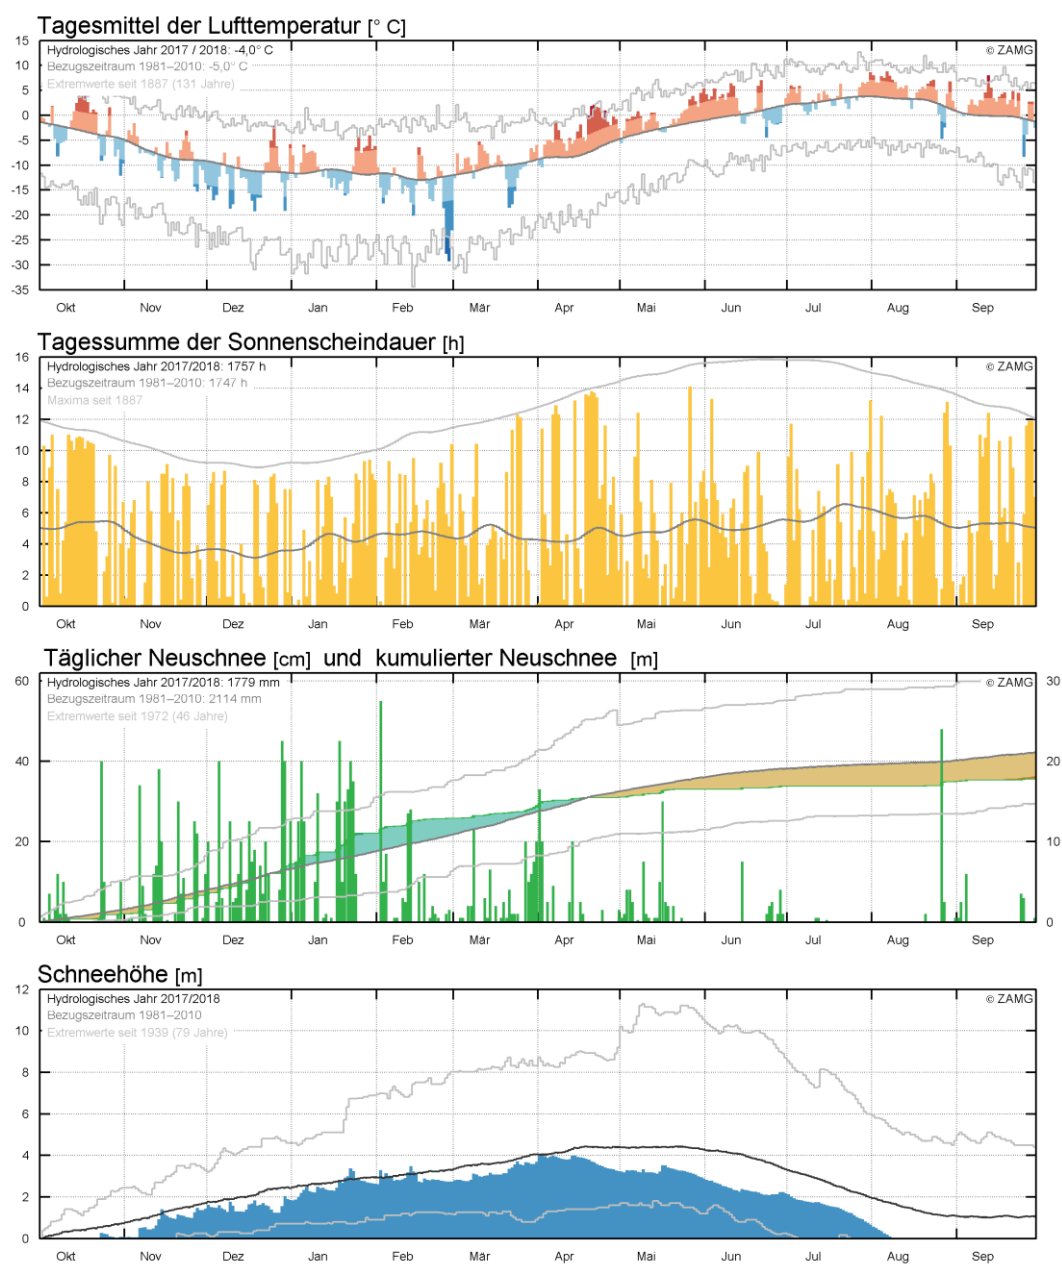 Tagesmittel der Lufttemperatur [° C]
15
Hydrologisches Jahr 2017 / 2018: -4,0° C
© ZAMG
10
Bezugszeitraum 1981–2010: -5,0° C
Extremwerte seit 1887 (131 Jahre)
5
0
-5
-10
-15
-20
-25
-30
-35
Okt Nov Dez Jan Feb Mär Apr Mai Jun Jul Aug Sep
Tagessumme der Sonnenscheindauer [h]
16
Hydrologisches Jahr 2017/2018: 1757 h
© ZAMG
Bezugszeitraum 1981–2010: 1747 h
14
Maxima seit 1887
12
10
8
6
4
2
0
Okt Nov Dez Jan Feb Mär Apr Mai Jun Jul Aug Sep
Täglicher Neuschnee [cm] und kumulierter Neuschnee [m]
60
Hydrologisches Jahr 2017/2018: 1779 mm
© ZAMG
30
Bezugszeitraum 1981–2010: 2114 mm
Extremwerte seit 1972 (46 Jahre)
40 20
20 10
0 0
Okt Nov Dez Jan Feb Mär Apr Mai Jun Jul Aug Sep
Schneehöhe [m]
12
Hydrologisches Jahr 2017/2018
© ZAMG
Bezugszeitraum 1981–2010
10
Extremwerte seit 1939 (79 Jahre)
8
6
4
2
0
Okt Nov Dez Jan Feb Mär Apr Mai Jun Jul Aug Sep